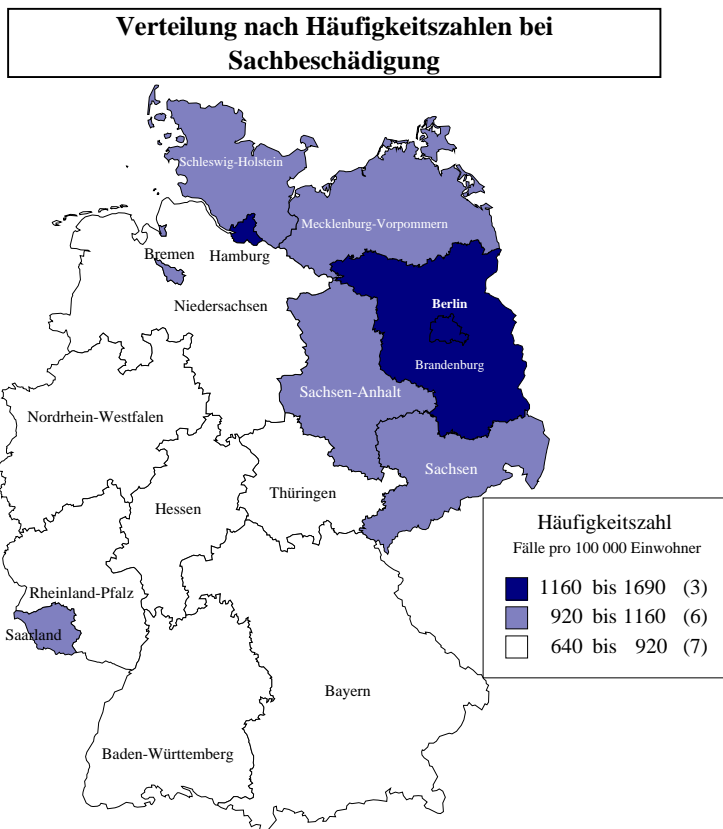 Verteilung nach Häufigkeitszahlen bei
Sachbeschädigung
Schleswig-Holstein
Mecklenburg-Vorpommern
Bremen
Hamburg
Niedersachsen
Berlin
Brandenburg
Sachsen-Anhalt
Nordrhein-Westfalen
Sachsen
Thüringen
Hessen
Rheinland-Pfalz
Saarland
Bayern
Baden-Württemberg
Häufigkeitszahl
Fälle pro 100 000 Einwohner
1160 bis 1690 (3)
920 bis 1160 (6)
640 bis 920 (7)